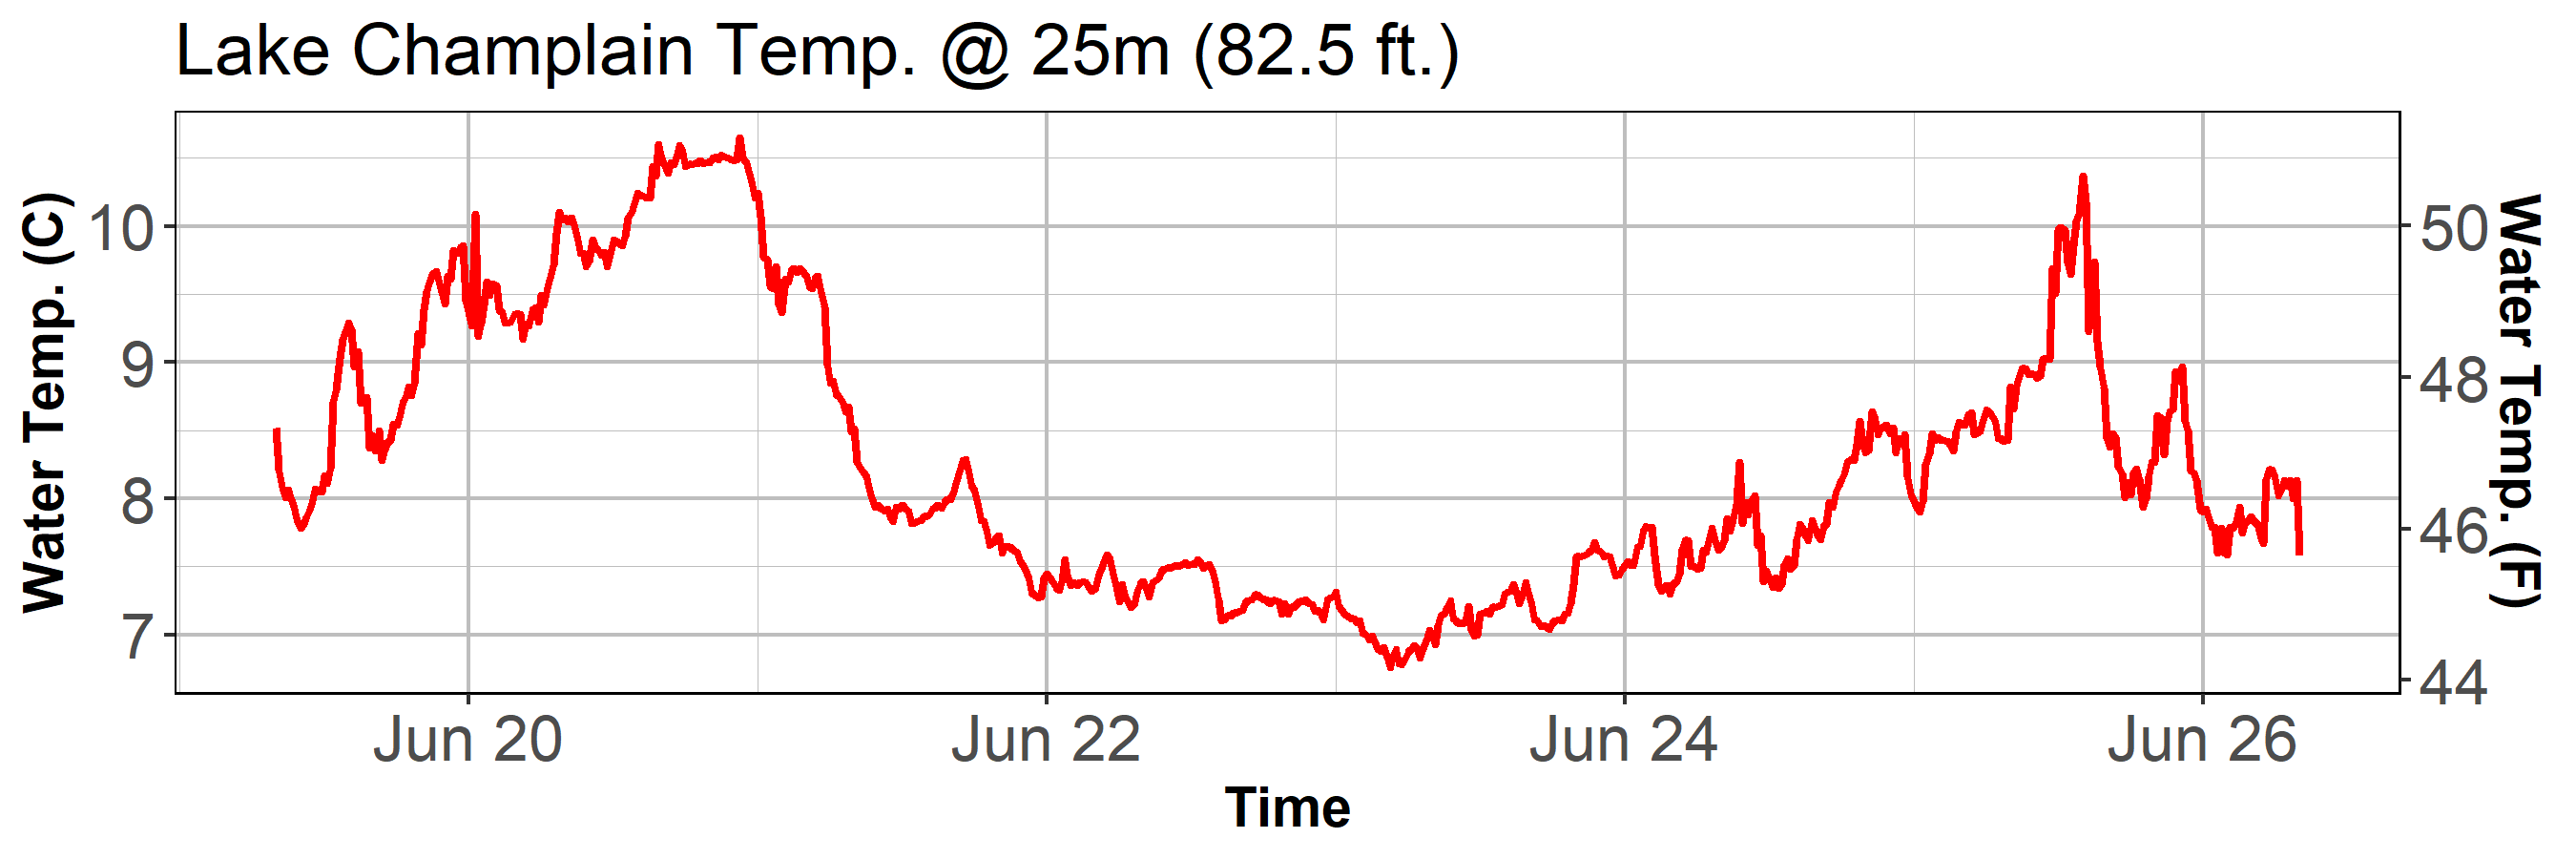 Lake Champlain Temp. @ 25m (82.5 ft.)
Water Temp. (C)
10
9
8
7
50
48
46
44
Water Temp. (F)
Jun 20
Jun 22
Jun 24
Jun 26
Time